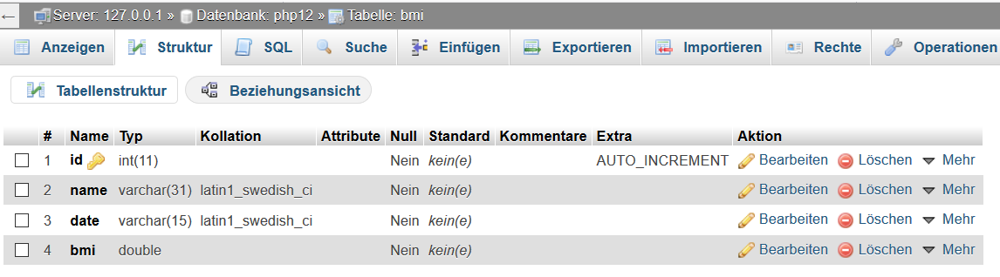 ← Server: 127.0.0.1 » Datenbank: php12 » Tabelle: bmi
Anzeigen Struktur SQL Suche Einfügen Exportieren Importieren Rechte Operationen
Tabellenstruktur Beziehungsansicht
# Name Typ Kollation Attribute Null Standard Kommentare Extra Aktion
1 id int(11) Nein kein(e) AUTO_INCREMENT Bearbeiten Löschen Mehr
2 name varchar(31) latin1_swedish_ci Nein kein(e) Bearbeiten Löschen Mehr
3 date varchar(15) latin1_swedish_ci Nein kein(e) Bearbeiten Löschen Mehr
4 bmi double Nein kein(e) Bearbeiten Löschen Mehr